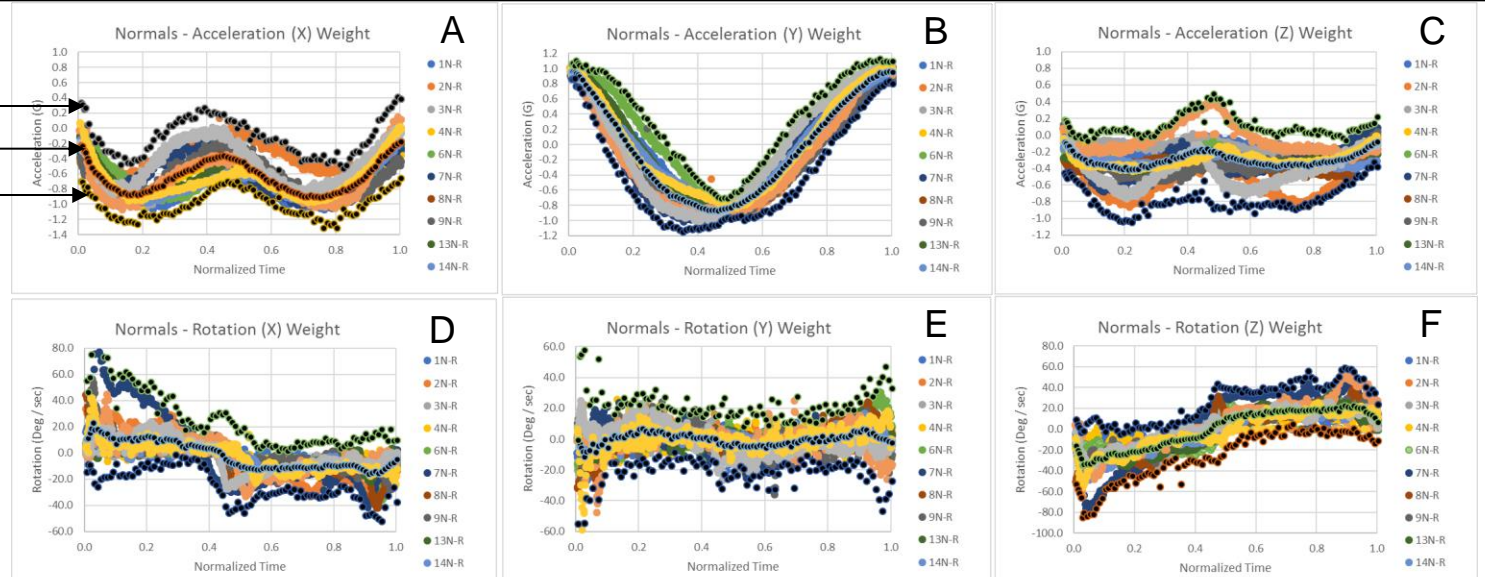 Normals - Acceleration (X) Weight
A
Acceleration (G)
1.0
0.8
0.6
0.4
0.2
0.0
-0.2
-0.4
-0.6
-0.8
-1.0
-1.2
-1.4
0.0 0.2 0.4 0.6 0.8 1.0
Normalized Time
1N-R
2N-R
3N-R
4N-R
6N-R
7N-R
8N-R
9N-R
13N-R
14N-R
Normals - Acceleration (Y) Weight
B
Acceleration (G)
1.2
1.0
0.8
0.6
0.4
0.2
0.0
-0.2
-0.4
-0.6
-0.8
-1.0
-1.2
0.0 0.2 0.4 0.6 0.8 1.0
Normalized Time
1N-R
2N-R
3N-R
4N-R
6N-R
7N-R
8N-R
9N-R
13N-R
14N-R
Normals - Acceleration (Z) Weight
C
Acceleration (G)
1.0
0.8
0.6
0.4
0.2
0.0
-0.2
-0.4
-0.6
-0.8
-1.0
-1.2
0.0 0.2 0.4 0.6 0.8 1.0
Normalized Time
1N-R
2N-R
3N-R
4N-R
6N-R
7N-R
8N-R
9N-R
13N-R
14N-R
Normals - Rotation (X) Weight
D
Rotation (Deg / sec)
80.0
60.0
40.0
20.0
0.0
-20.0
-40.0
-60.0
0.0 0.2 0.4 0.6 0.8 1.0
Normalized Time
1N-R
2N-R
3N-R
4N-R
6N-R
7N-R
8N-R
9N-R
13N-R
14N-R
Normals - Rotation (Y) Weight
E
Rotation (Deg / sec)
60.0
40.0
20.0
0.0
-20.0
-40.0
-60.0
0.0 0.2 0.4 0.6 0.8 1.0
Normalized Time
1N-R
2N-R
3N-R
4N-R
6N-R
7N-R
8N-R
9N-R
13N-R
14N-R
Normals - Rotation (Z) Weight
F
Rotation (Deg / sec)
80.0
60.0
40.0
20.0
0.0
-20.0
-40.0
-60.0
-80.0
-100.0
0.0 0.2 0.4 0.6 0.8 1.0
Normalized Time
1N-R
2N-R
3N-R
4N-R
6N-R
7N-R
8N-R
9N-R
13N-R
14N-R